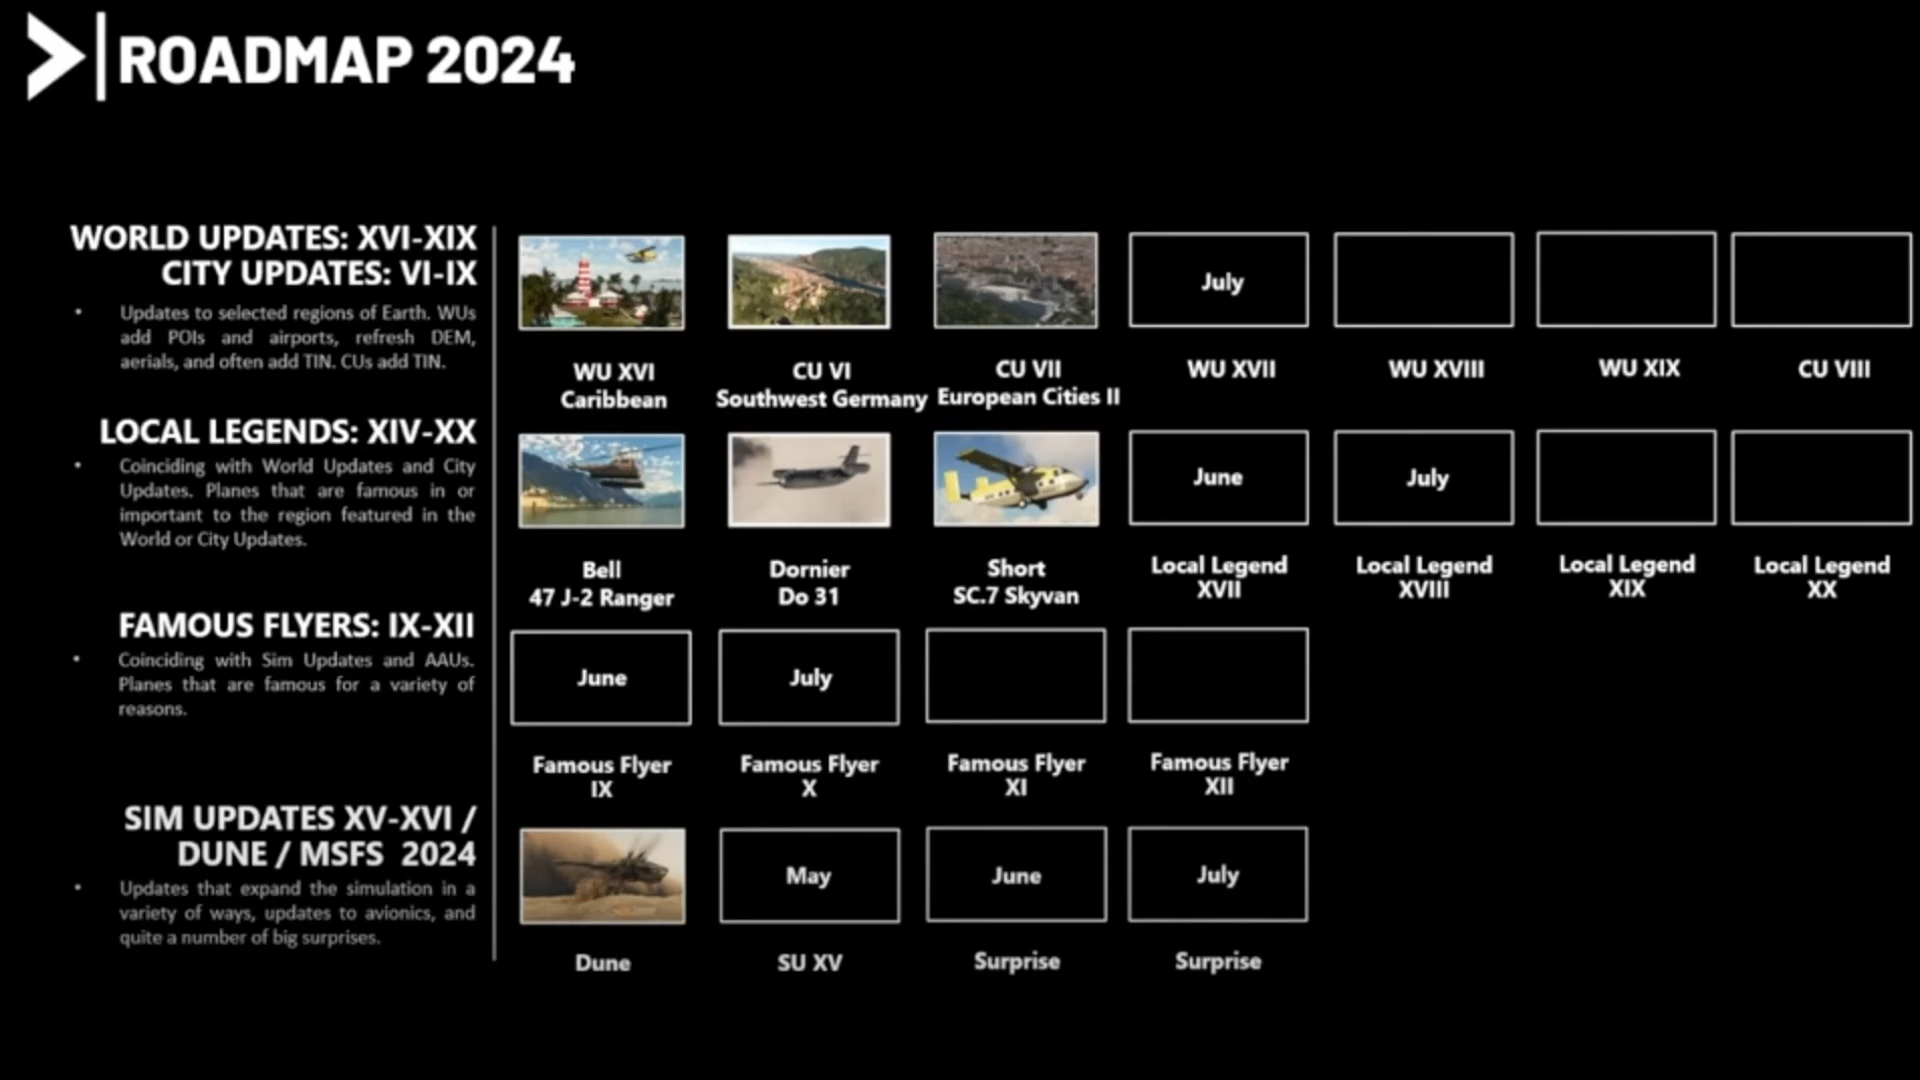 ROADMAP 2024
WORLD UPDATES: XVI-XIX
CITY UPDATES: VI-IX
• Updates to selected regions of Earth. WUs
add POIs and airports, refresh DEM,
aerials, and often add TIN. CUs add TIN.
July
WU XVI
Caribbean
CU VI
Southwest Germany
CU VII
European Cities II
WU XVII
WU XVIII
WU XIX
CU VIII
LOCAL LEGENDS: XIV-XX
• Coinciding with World Updates and City
Updates. Planes that are famous in or
important to the region featured in the
World or City Updates.
June
July
Bell
47 J-2 Ranger
Dornier
Do 31
Short
SC.7 Skyvan
Local Legend
XVII
Local Legend
XVIII
Local Legend
XIX
Local Legend
XX
FAMOUS FLYERS: IX-XII
• Coinciding with Sim Updates and AAUs.
Planes that are famous for a variety of
reasons.
June
July
Famous Flyer
IX
Famous Flyer
X
Famous Flyer
XI
Famous Flyer
XII
SIM UPDATES XV-XVI /
DUNE / MSFS 2024
• Updates that expand the simulation in a
variety of ways, updates to avionics, and
quite a number of big surprises.
May
June
July
Dune
SU XV
Surprise
Surprise